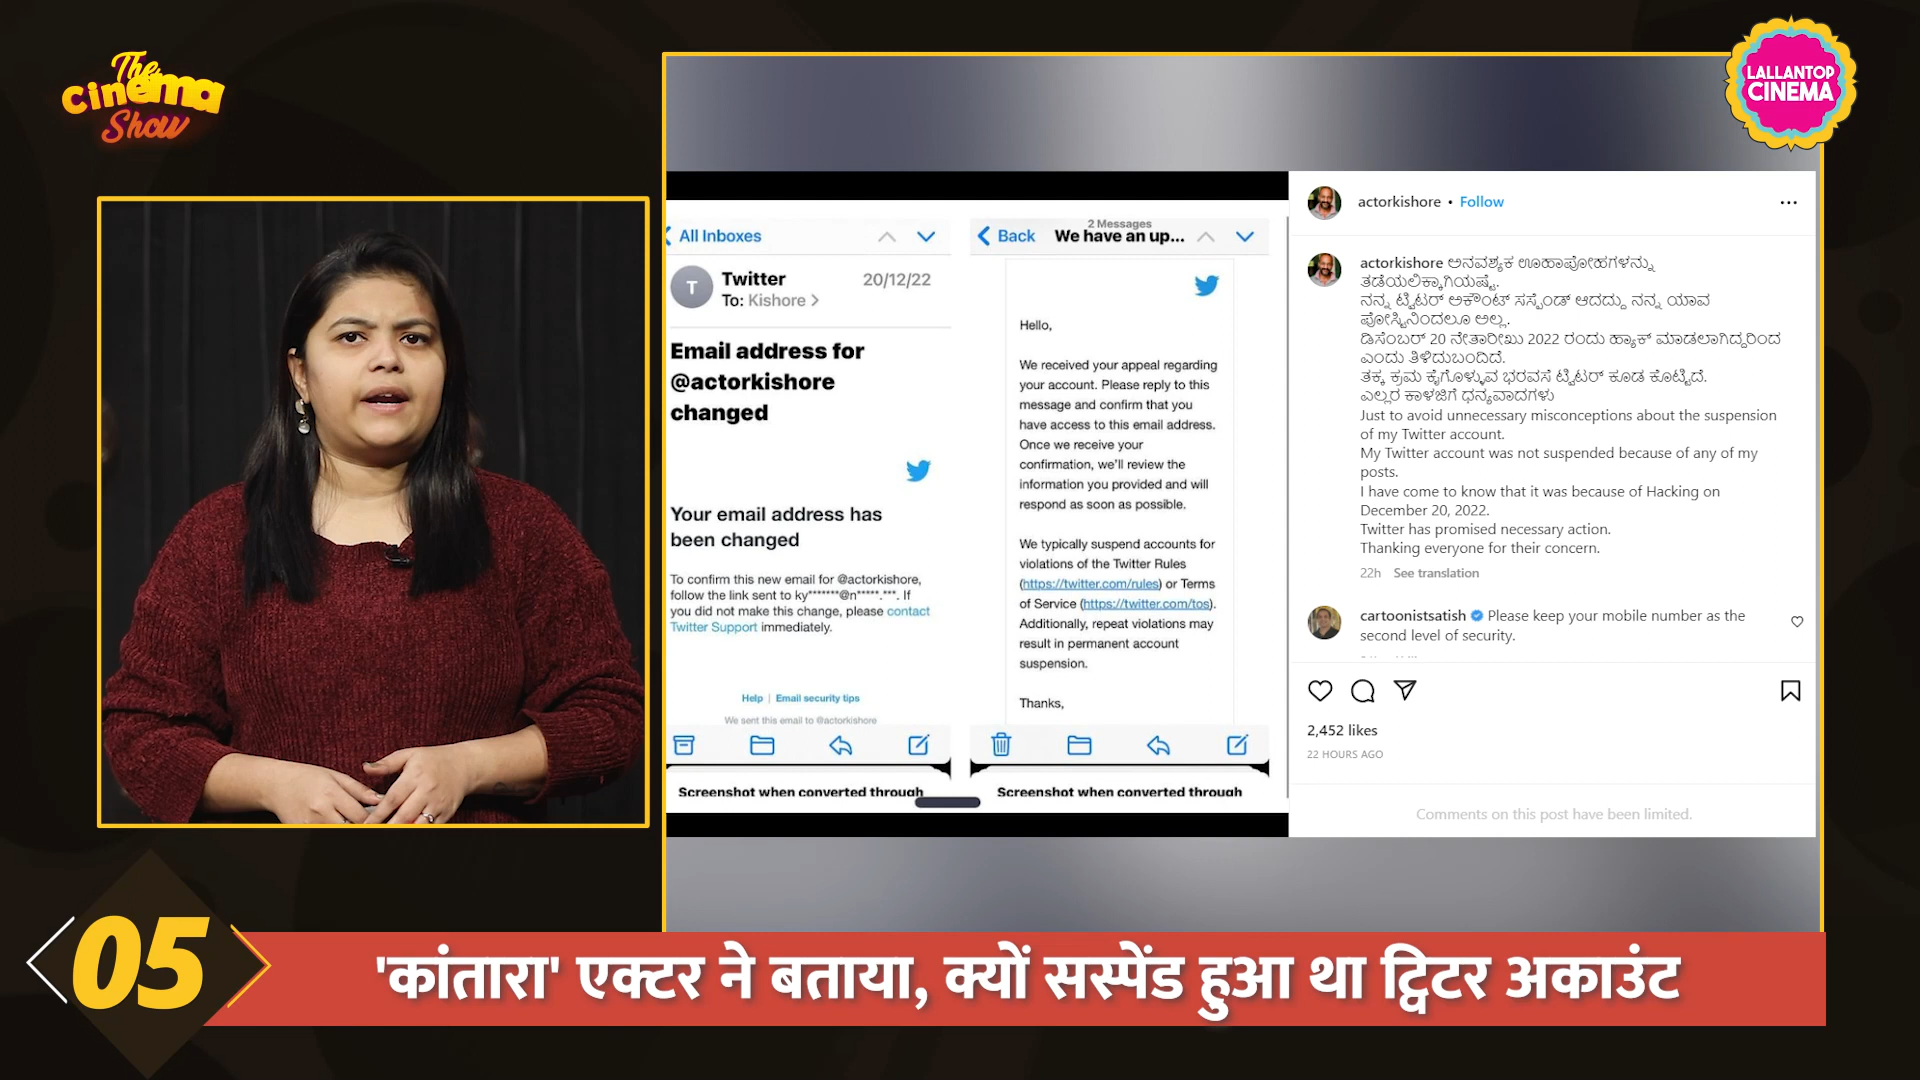 The
Cinema
Show
LALLANTOP
CINEMA
All Inboxes
T
Twitter
20/12/22
To: Kishore >
Email address for
@actorkishore
changed
Your email address has
been changed
To confirm this new email for @actorkishore,
follow the link sent to ky*******@n*****.***. If
you did not make this change, please contact
Twitter Support immediately.
Help | Email security tips
We sent this email to @actorkishore
Screenshot when converted through
Back
2 Messages
We have an up...
Hello,
We received your appeal regarding
your account. Please reply to this
message and confirm that you
have access to this email address.
Once we receive your
confirmation, we'll review the
information you provided and will
respond as soon as possible.
We typically suspend accounts for
violations of the Twitter Rules
(https://twitter.com/rules) or Terms
of Service (https://twitter.com/tos).
Additionally, repeat violations may
result in permanent account
suspension.
Thanks,
Screenshot when converted through
actorkishore • Follow
actorkishore ಅನವಶ್ಯಕ ಊಹಾಪೋಹಗಳನ್ನು
ತಡೆಯಲಿಕ್ಕಾಗಿಯಷ್ಟೆ.
ನನ್ನ ಟ್ವಿಟರ್ ಅಕೌಂಟ್ ಸಸ್ಪೆಂಡ್ ಆದದ್ದು ನನ್ನ ಯಾವ
ಪೋಸ್ಟಿನಿಂದಲೂ ಅಲ್ಲ.
ಡಿಸೆಂಬರ್ 20 ನೇತಾರೀಖು 2022 ರಂದು ಹ್ಯಾಕ್ ಮಾಡಲಾಗಿದ್ದರಿಂದ
ಎಂದು ತಿಳಿದುಬಂದಿದೆ.
ತಕ್ಕ ಕ್ರಮ ಕೈಗೊಳ್ಳುವ ಭರವಸೆ ಟ್ವಿಟರ್ ಕೂಡ ಕೊಟ್ಟಿದೆ.
ಎಲ್ಲರ ಕಾಳಜಿಗೆ ಧನ್ಯವಾದಗಳು
Just to avoid unnecessary misconceptions about the suspension
of my Twitter account.
My Twitter account was not suspended because of any of my
posts.
I have come to know that it was because of Hacking on
December 20, 2022.
Twitter has promised necessary action.
Thanking everyone for their concern.
22h See translation
cartoonistsatish Please keep your mobile number as the
second level of security.
2,452 likes
22 HOURS AGO
Comments on this post have been limited.
05
'कांतारा' एक्टर ने बताया, क्यों सस्पेंड हुआ था ट्विटर अकाउंट